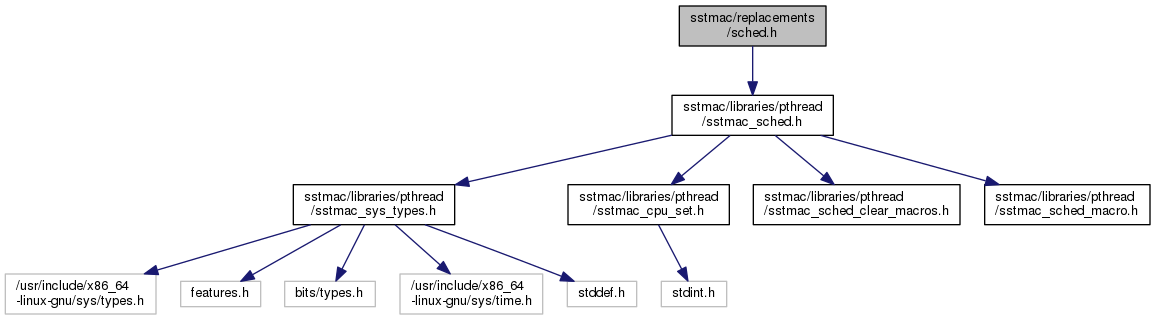 sstmac/replacements
/sched.h
sstmac/libraries/pthread
/sstmac_sched.h
sstmac/libraries/pthread
/sstmac_sys_types.h
sstmac/libraries/pthread
/sstmac_cpu_set.h
sstmac/libraries/pthread
/sstmac_sched_clear_macros.h
sstmac/libraries/pthread
/sstmac_sched_macro.h
/usr/include/x86_64
-linux-gnu/sys/types.h
features.h
bits/types.h
/usr/include/x86_64
-linux-gnu/sys/time.h
stddef.h
stdint.h